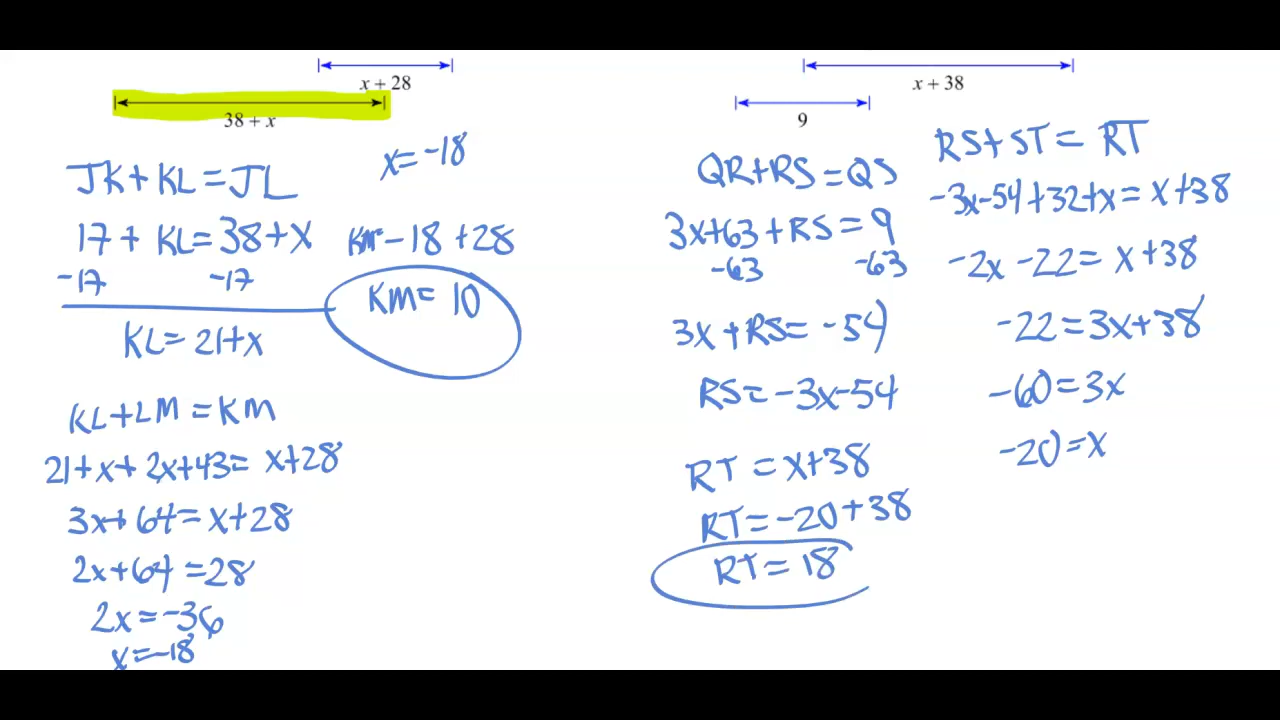 x + 28
38 + x
x = -18
JK + KL = JL
17 + KL = 38 + x
-17 -17
KL = 21 + x
KL + LM = KM
21 + x + 2x + 43 = x + 28
3x + 64 = x + 28
2x + 64 = 28
2x = -36
x = -18
KM = -18 + 28
KM = 10
x + 38
9
QR + RS = QS
3x + 63 + RS = 9
-63 -63
3x + RS = -54
RS = -3x - 54
RT = x + 38
RT = -20 + 38
RT = 18
RS + ST = RT
-3x - 54 + 32 + x = x + 38
-2x - 22 = x + 38
-22 = 3x + 38
-60 = 3x
-20 = x